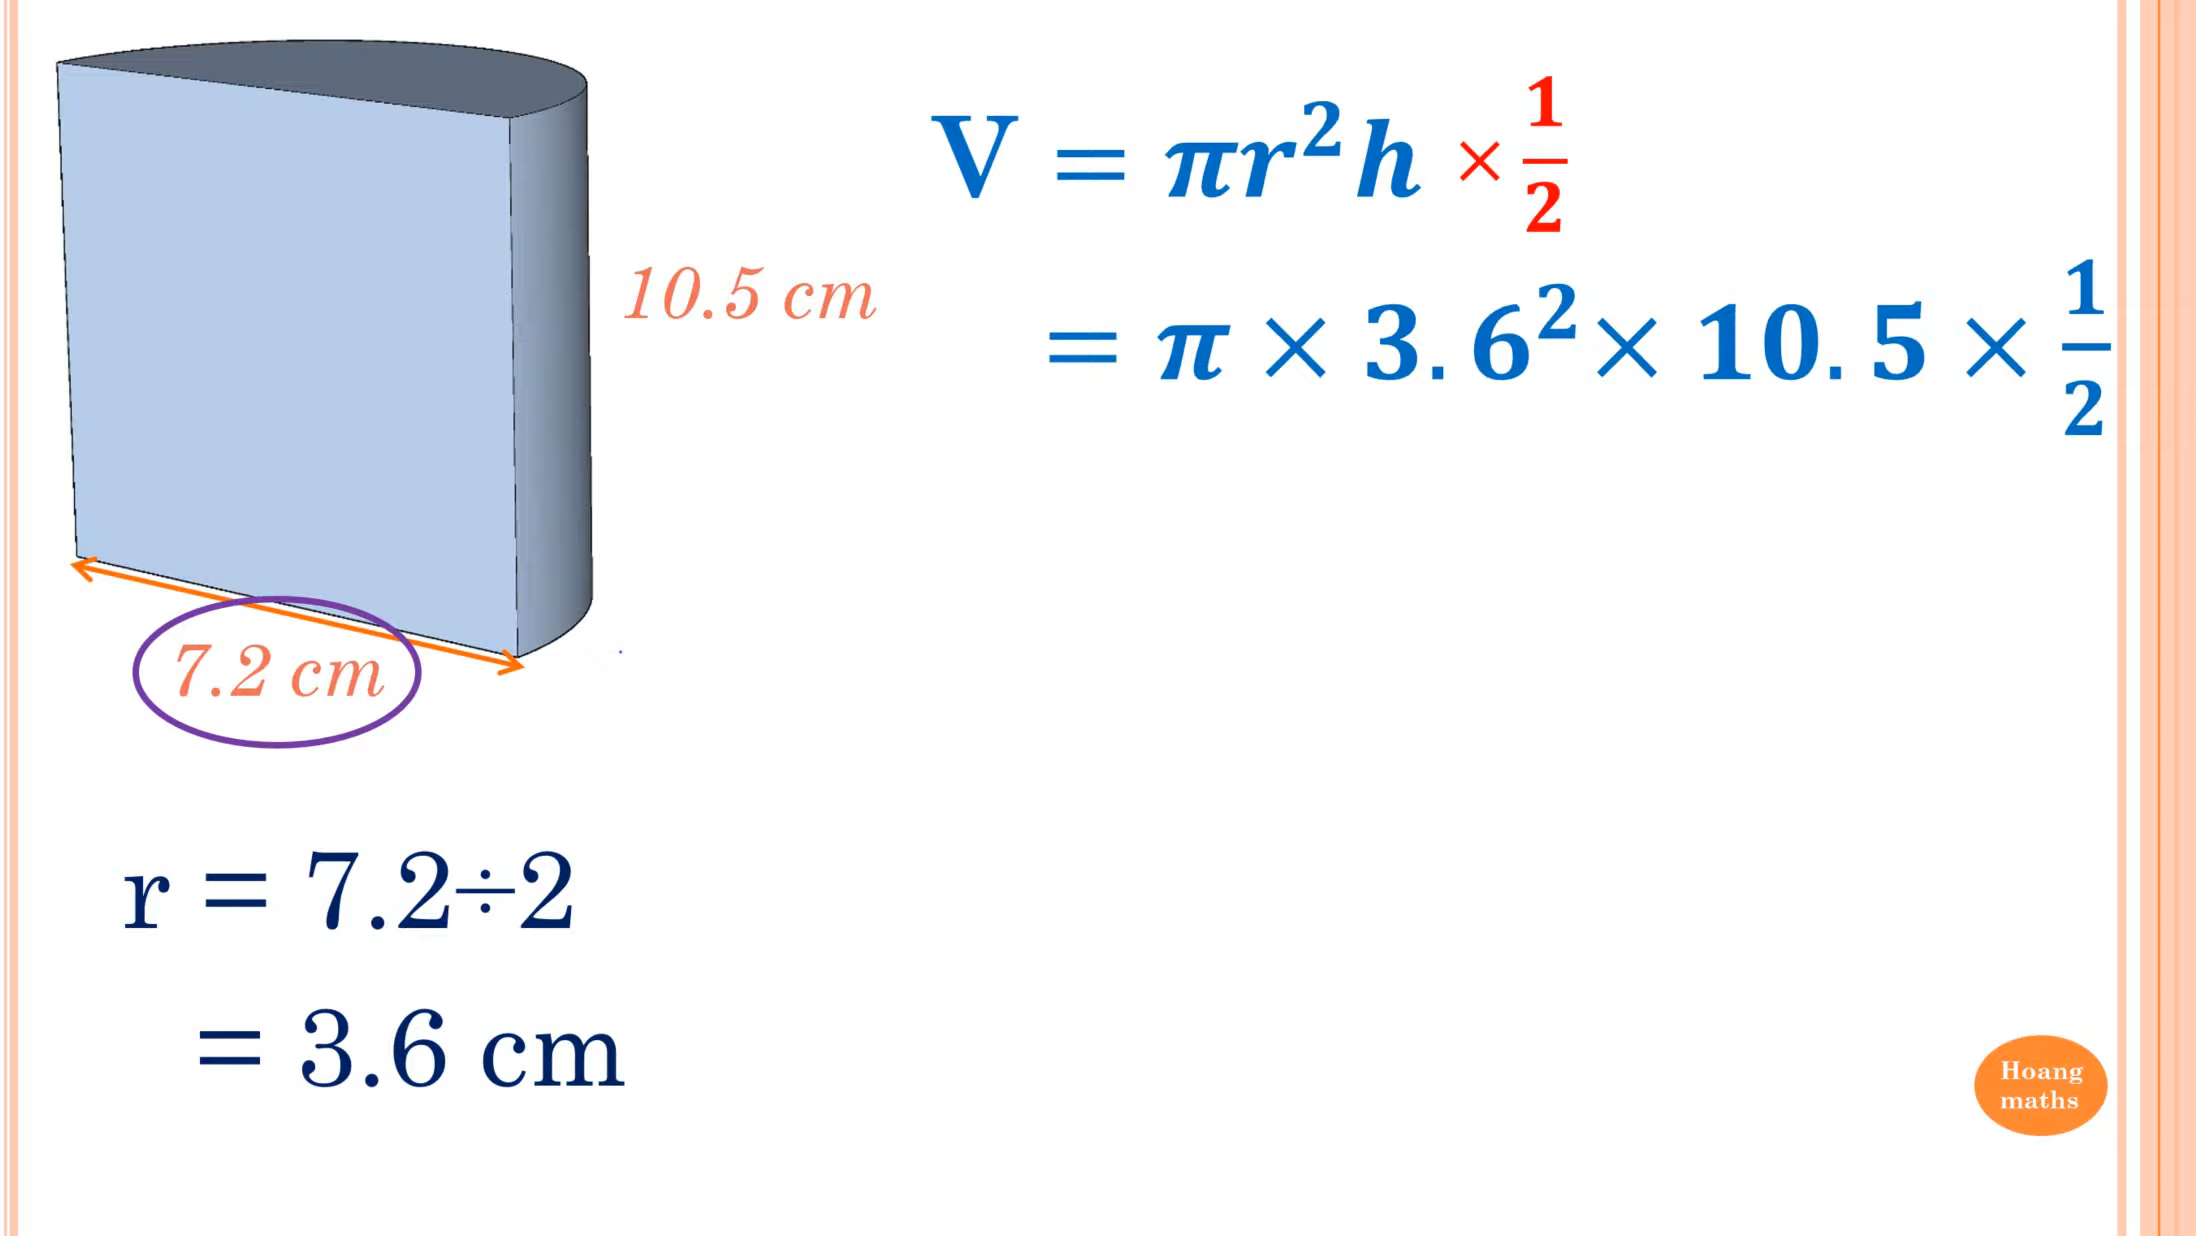 V = πr²h × 1/2
10.5 cm
= π × 3.6² × 10.5 × 1/2
7.2 cm
r = 7.2÷2
= 3.6 cm
Hoang
maths